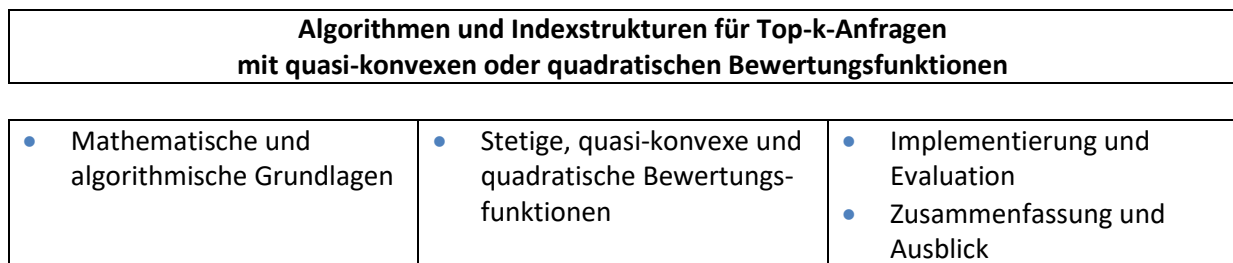 Algorithmen und Indexstrukturen für Top-k-Anfragen
mit quasi-konvexen oder quadratischen Bewertungsfunktionen
• Mathematische und
algorithmische Grundlagen
• Stetige, quasi-konvexe und
quadratische Bewertungs-
funktionen
• Implementierung und
Evaluation
• Zusammenfassung und
Ausblick